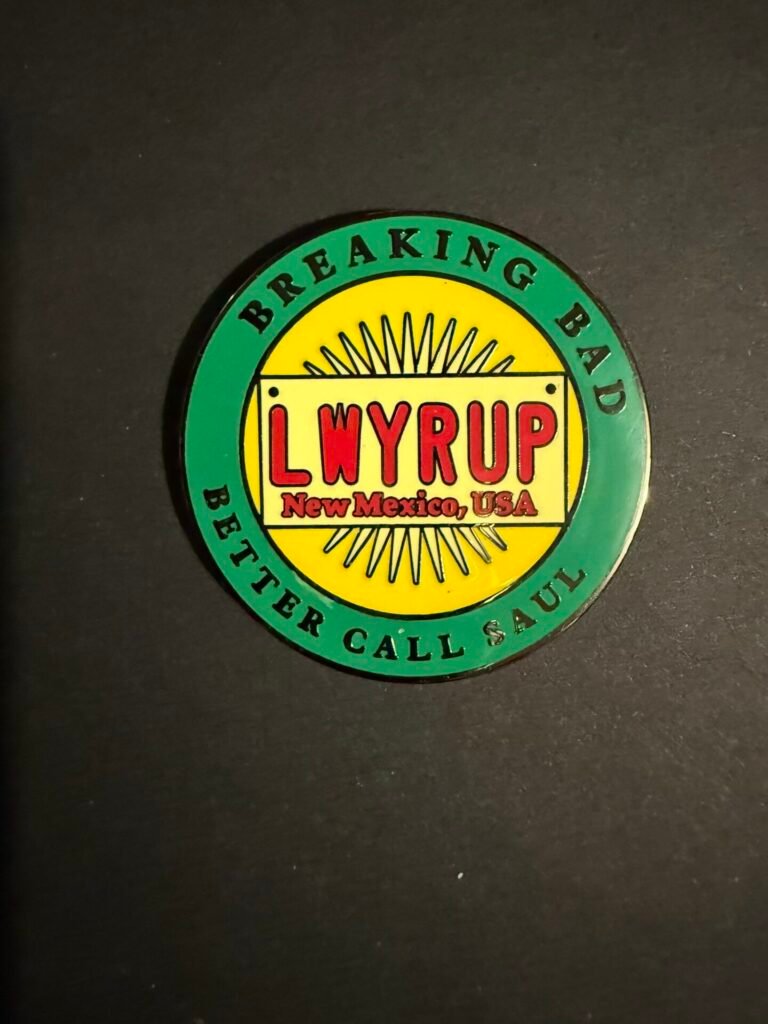 BREAKING BAD
LWYRUP
New Mexico, USA
BETTER CALL SAUL